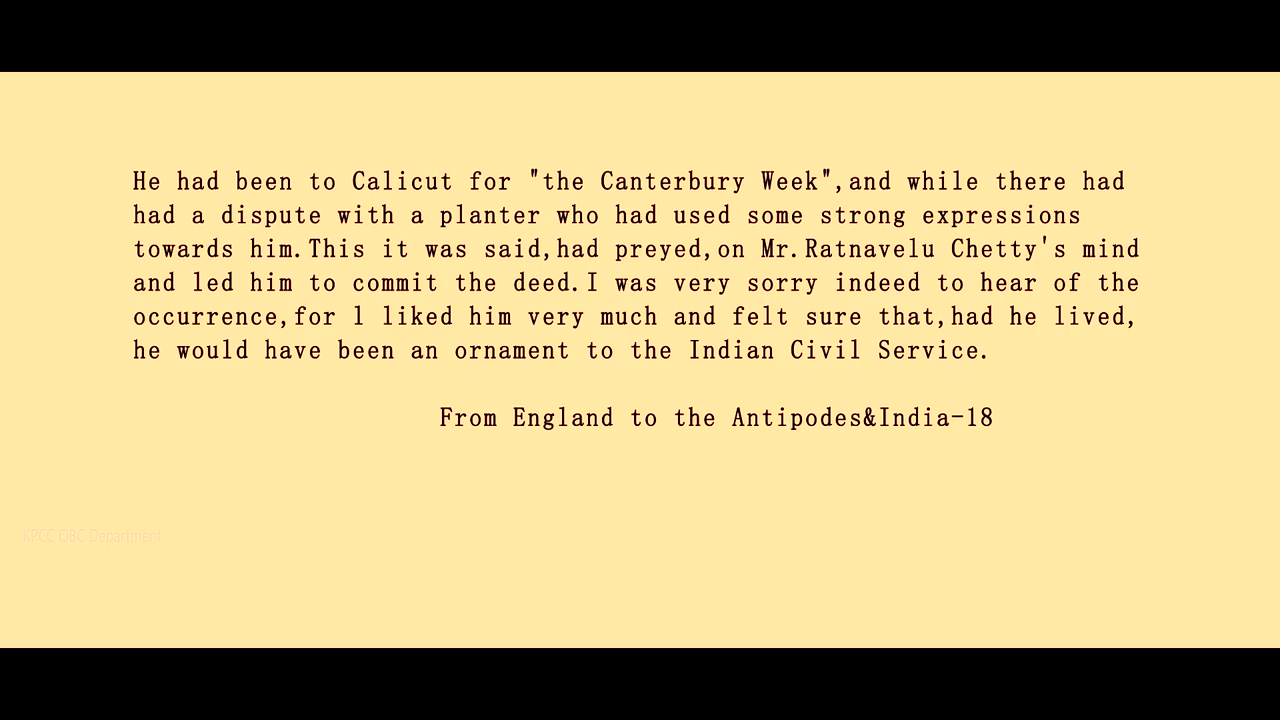 He had been to Calicut for "the Canterbury Week",and while there had
had a dispute with a planter who had used some strong expressions
towards him.This it was said,had preyed,on Mr.Ratnavelu Chetty's mind
and led him to commit the deed.I was very sorry indeed to hear of the
occurrence,for l liked him very much and felt sure that,had he lived,
he would have been an ornament to the Indian Civil Service.
From England to the Antipodes&India-18
KPCC OBC Department